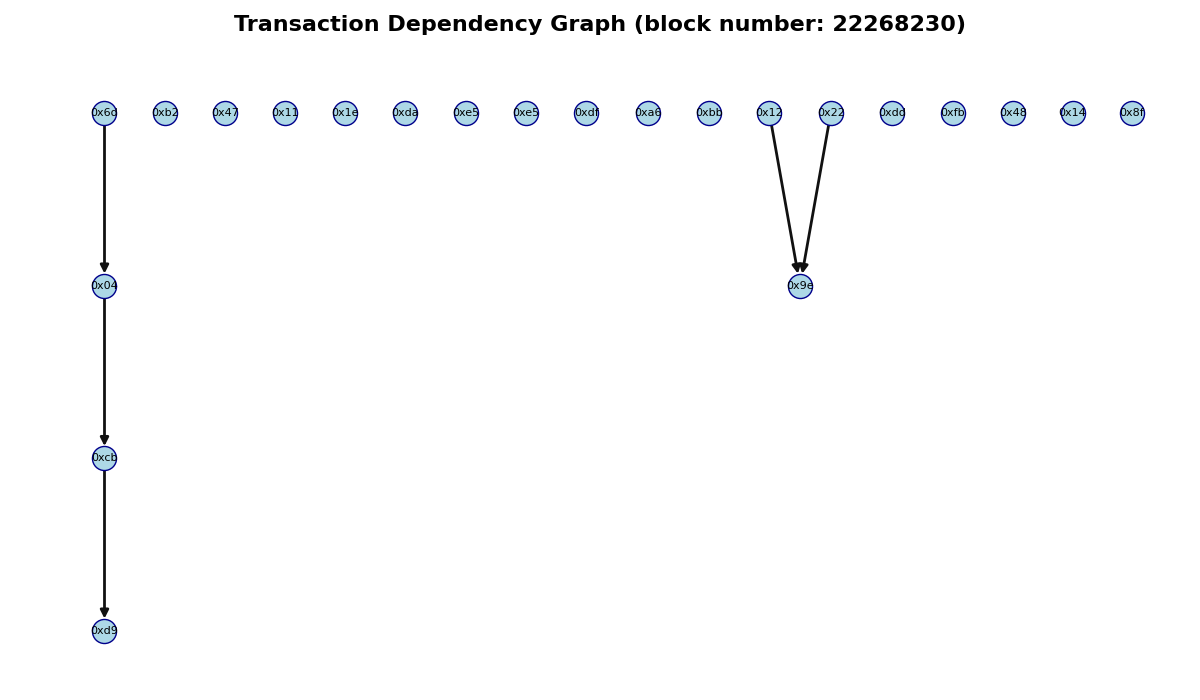 Transaction Dependency Graph (block number: 22268230)
0x6d 0xb2 0x47 0x11 0x1e 0xda 0xe5 0xe5 0xdf 0xa6 0xbb 0x12 0x22 0xdd 0xfb 0x48 0x14 0x8f
0x04 0x9e
0xcb
0xd9